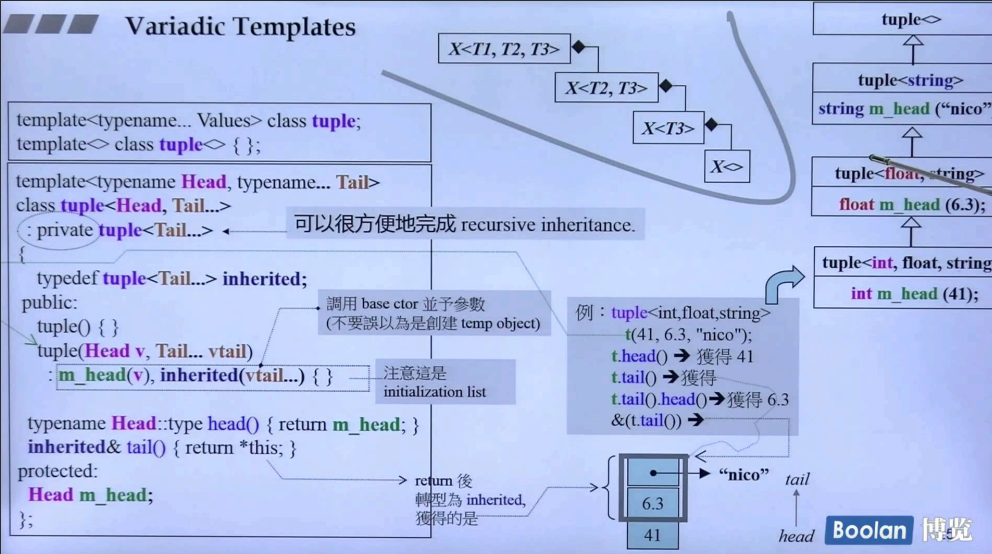 Variadic Templates
X<T1, T2, T3>
X<T2, T3>
X<T3>
X<>
tuple<>
tuple<string>
string m_head ("nico"
tuple<float, string>
float m_head (6.3);
tuple<int, float, string
int m_head (41);
template<typename... Values> class tuple;
template<> class tuple<> { };
template<typename Head, typename... Tail>
class tuple<Head, Tail...>
: private tuple<Tail...>
{
typedef tuple<Tail...> inherited;
public:
tuple() { }
tuple(Head v, Tail... vtail)
: m_head(v), inherited(vtail...) { }
typename Head::type head() { return m_head; }
inherited& tail() { return *this; }
protected:
Head m_head;
};
可以很方便地完成 recursive inheritance.
調用 base ctor 並予參數
(不要誤以為是創建 temp object)
注意這是
initialization list
例：tuple<int,float,string>
t(41, 6.3, "nico");
t.head() ➔ 獲得 41
t.tail() ➔獲得
t.tail().head()➔獲得 6.3
&(t.tail()) ➔
return 後
轉型為 inherited,
獲得的是
"nico"
6.3
41
tail
head
Boolan 博览